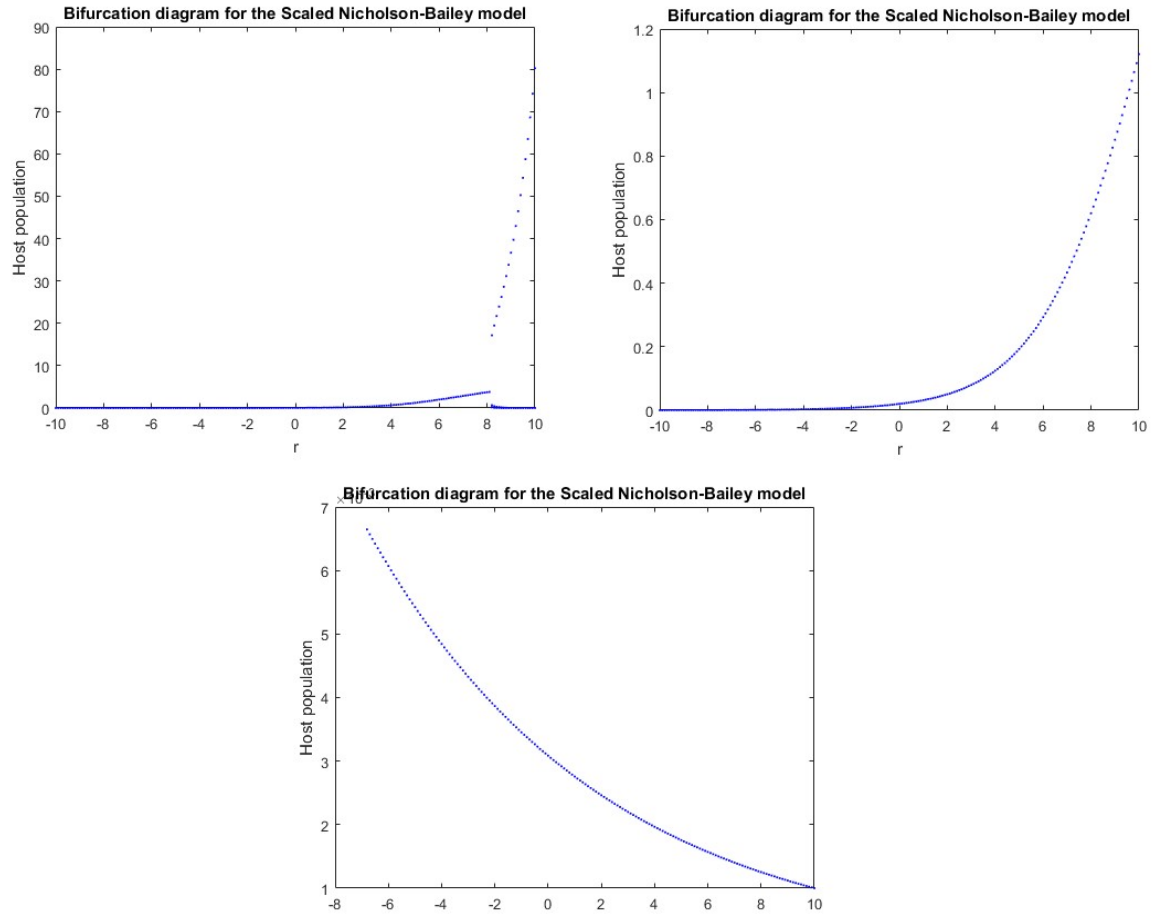 Bifurcation diagram for the Scaled Nicholson-Bailey model
90
80
70
60
50
40
30
20
10
0
Host population
-10 -8 -6 -4 -2 0 2 4 6 8 10
r
Bifurcation diagram for the Scaled Nicholson-Bailey model
1.2
1
0.8
0.6
0.4
0.2
0
Host population
-10 -8 -6 -4 -2 0 2 4 6 8 10
r
Bifurcation diagram for the Scaled Nicholson-Bailey model
7
6
5
4
3
2
1
Host population
-8 -6 -4 -2 0 2 4 6 8 10